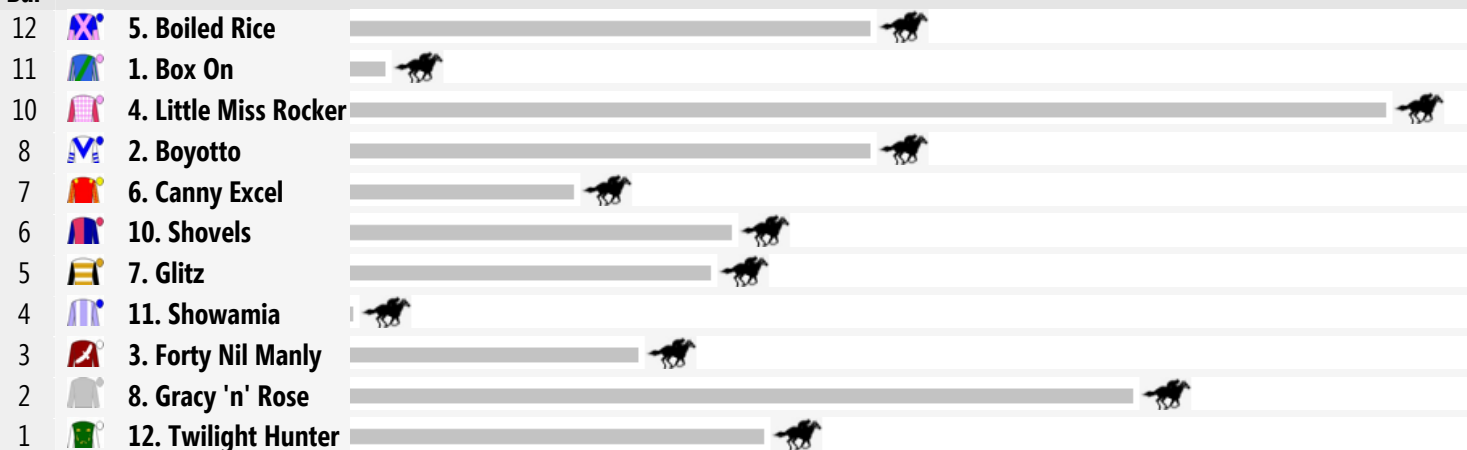 Bar
12 5. Boiled Rice
11 1. Box On
10 4. Little Miss Rocker
8 2. Boyotto
7 6. Canny Excel
6 10. Shovels
5 7. Glitz
4 11. Showamia
3 3. Forty Nil Manly
2 8. Gracy 'n' Rose
1 12. Twilight Hunter